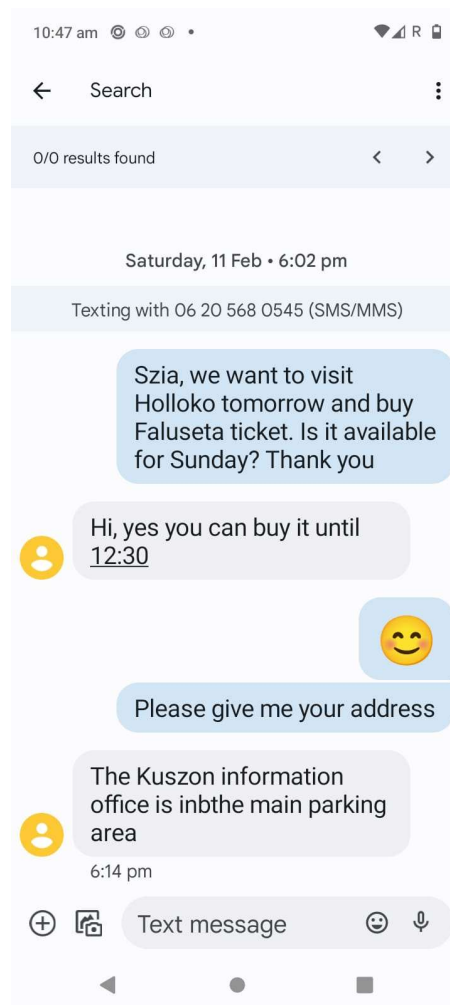 10:47 am
R
Search
0/0 results found
Saturday, 11 Feb • 6:02 pm
Texting with 06 20 568 0545 (SMS/MMS)
Szia, we want to visit
Holloko tomorrow and buy
Faluseta ticket. Is it available
for Sunday? Thank you
Hi, yes you can buy it until
12:30
Please give me your address
The Kuszon information
office is inbthe main parking
area
6:14 pm
Text message